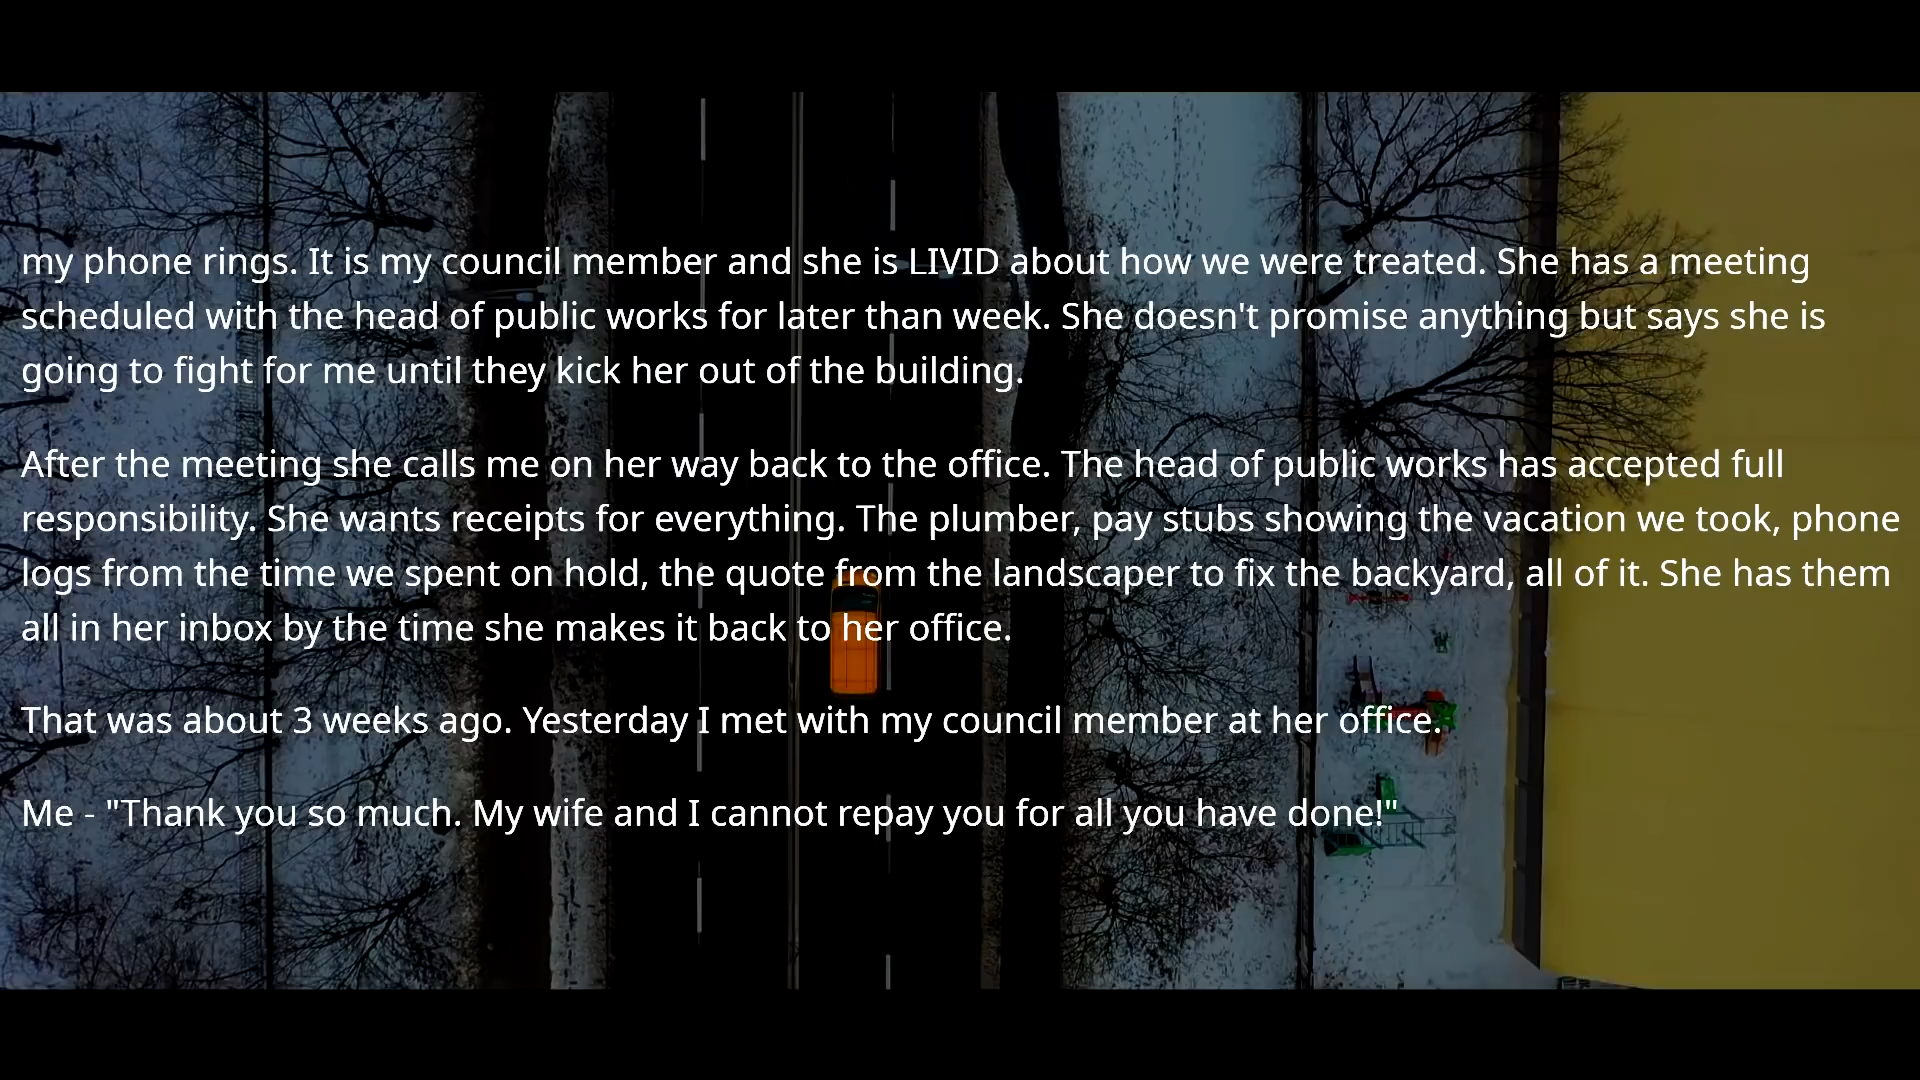 my phone rings. It is my council member and she is LIVID about how we were treated. She has a meeting
scheduled with the head of public works for later than week. She doesn't promise anything but says she is
going to fight for me until they kick her out of the building.
After the meeting she calls me on her way back to the office. The head of public works has accepted full
responsibility. She wants receipts for everything. The plumber, pay stubs showing the vacation we took, phone
logs from the time we spent on hold, the quote from the landscaper to fix the backyard, all of it. She has them
all in her inbox by the time she makes it back to her office.
That was about 3 weeks ago. Yesterday I met with my council member at her office.
Me - "Thank you so much. My wife and I cannot repay you for all you have done!"